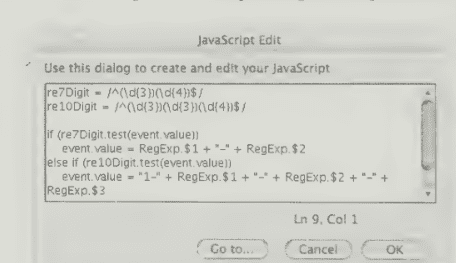 JavaScript Edit
Use this dialog to create and edit your JavaScript
re7Digit = /^(\d{3})(\d{4})$/
re10Digit = /^(\d{3})(\d{3})(\d{4})$/
if (re7Digit.test(event.value))
event.value = RegExp.$1 + "-" + RegExp.$2
else if (re10Digit.test(event.value))
event.value = "1-" + RegExp.$1 + "-" + RegExp.$2 + "-" +
RegExp.$3
Ln 9, Col 1
Go to...
Cancel
OK